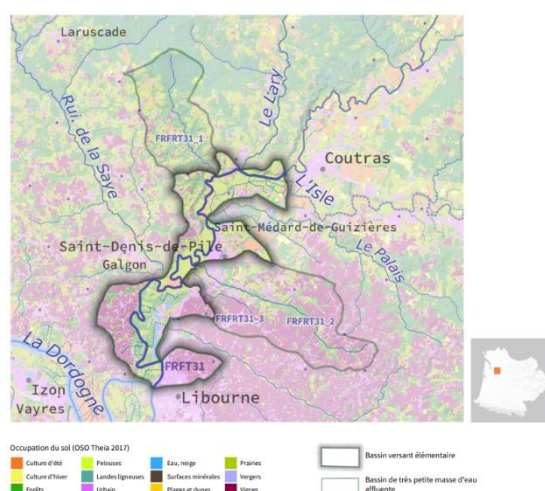 Laruscade
Rui. de la Saye
Le Lary
FRFRT31_1
Coutras
L'Isle
Saint-Médard-de-Guizières
Saint-Denis-de-Pile
Galgon
Le Palais
FRFRT31_3
FRFRT31_2
La Dordogne
FRFT31
Izon
Vayres
Libourne
Occupation du sol (OSO Theia 2017)
Culture d'été
Pelouses
Eau, neige
Prairies
Bassin versant élémentaire
Culture d'hiver
Landes ligneuses
Surfaces minérales
Vergers
Forêts
Urbain
Plages et dunes
Vignes
Bassin de très petite masse d'eau
affluente